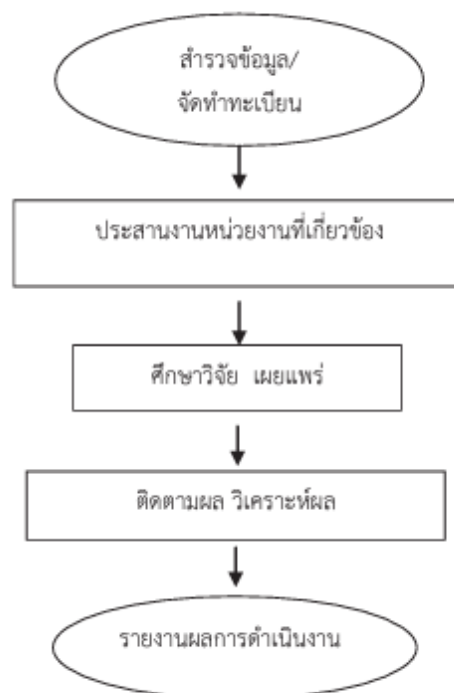 สำรวจข้อมูล/
จัดทำทะเบียน
ประสานงานหน่วยงานที่เกี่ยวข้อง
ศึกษาวิจัย เผยแพร่
ติดตามผล วิเคราะห์ผล
รายงานผลการดำเนินงาน